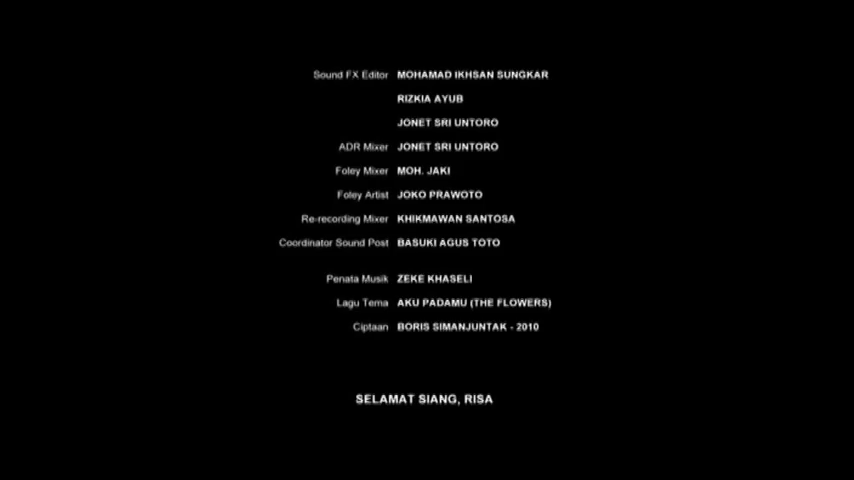 Sound FX Editor MOHAMAD IKHSAN SUNGKAR
RIZKIA AYUB
JONET SRI UNTORO
ADR Mixer JONET SRI UNTORO
Foley Mixer MOH. JAKI
Foley Artist JOKO PRAWOTO
Re-recording Mixer KHIKMAWAN SANTOSA
Coordinator Sound Post BASUKI AGUS TOTO
Penata Musik ZEKE KHASELI
Lagu Tema AKU PADAMU (THE FLOWERS)
Ciptaan BORIS SIMANJUNTAK - 2010
SELAMAT SIANG, RISA